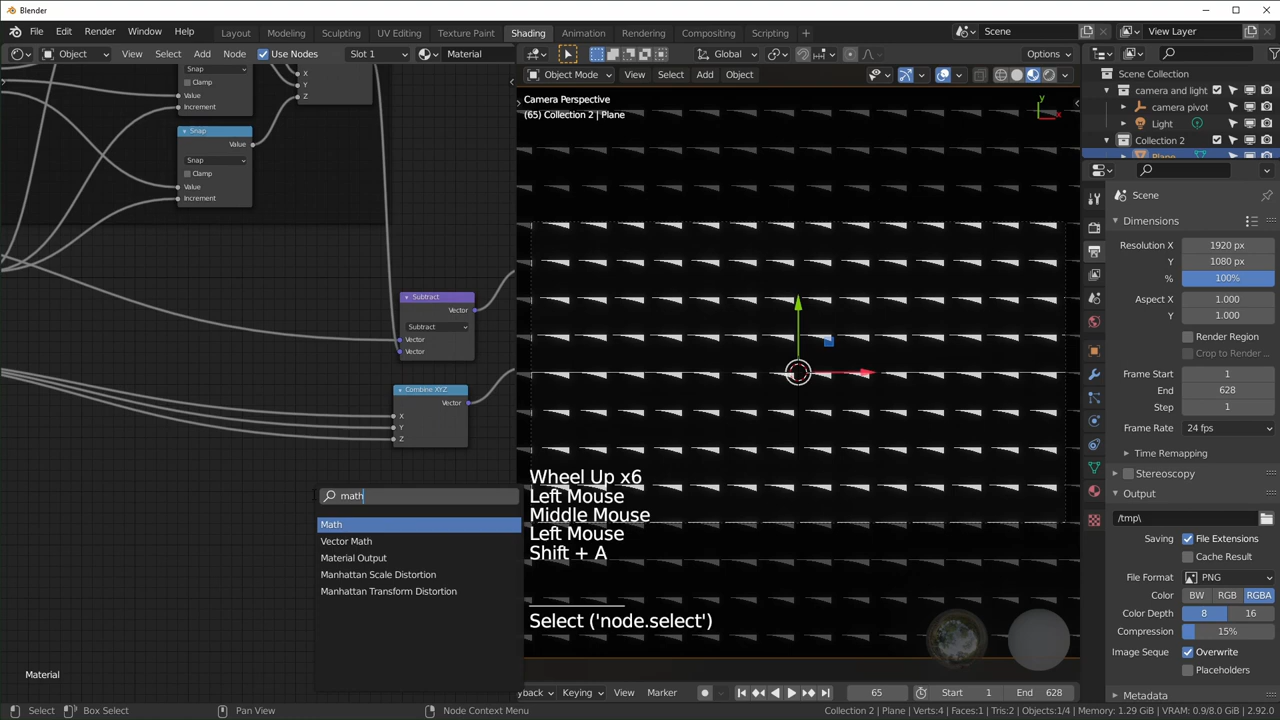 Blender
File Edit Render Window Help Layout Modeling Sculpting UV Editing Texture Paint Shading Animation Rendering Compositing Scripting + Scene View Layer
Object View Select Add Node Use Nodes Slot 1 Material Global Options
Object Mode View Select Add Object
Camera Perspective
(65) Collection 2 | Plane
y
x
Snap
Clamp
Value
Increment
X
Y
Z
Snap
Value
Snap
Clamp
Value
Increment
Subtract
Vector
Subtract
Vector
Vector
Combine XYZ
Vector
X
Y
Z
math
Math
Vector Math
Material Output
Manhattan Scale Distortion
Manhattan Transform Distortion
Material
Wheel Up x6
Left Mouse
Middle Mouse
Left Mouse
Shift + A
Select ('node.select')
Scene Collection
camera and light
camera pivot
Light
Collection 2
Plane
Scene
Dimensions
Resolution X 1920 px
Y 1080 px
% 100%
Aspect X 1.000
Y 1.000
Render Region
Crop to Render ...
Frame Start 1
End 628
Step 1
Frame Rate 24 fps
Time Remapping
Stereoscopy
Output
/tmp\
Saving File Extensions
Cache Result
File Format PNG
Color BW RGB RGBA
Color Depth 8 16
Compression 15%
Image Seque Overwrite
Placeholders
Metadata
yback Keying View Marker 65 Start 1 End 628
Select Box Select Pan View Node Context Menu Collection 2 | Plane | Verts:4 | Faces:1 | Tris:2 | Objects:1/4 | Memory: 1.29 GiB | VRAM: 0.9/8.0 GiB | 2.92.0